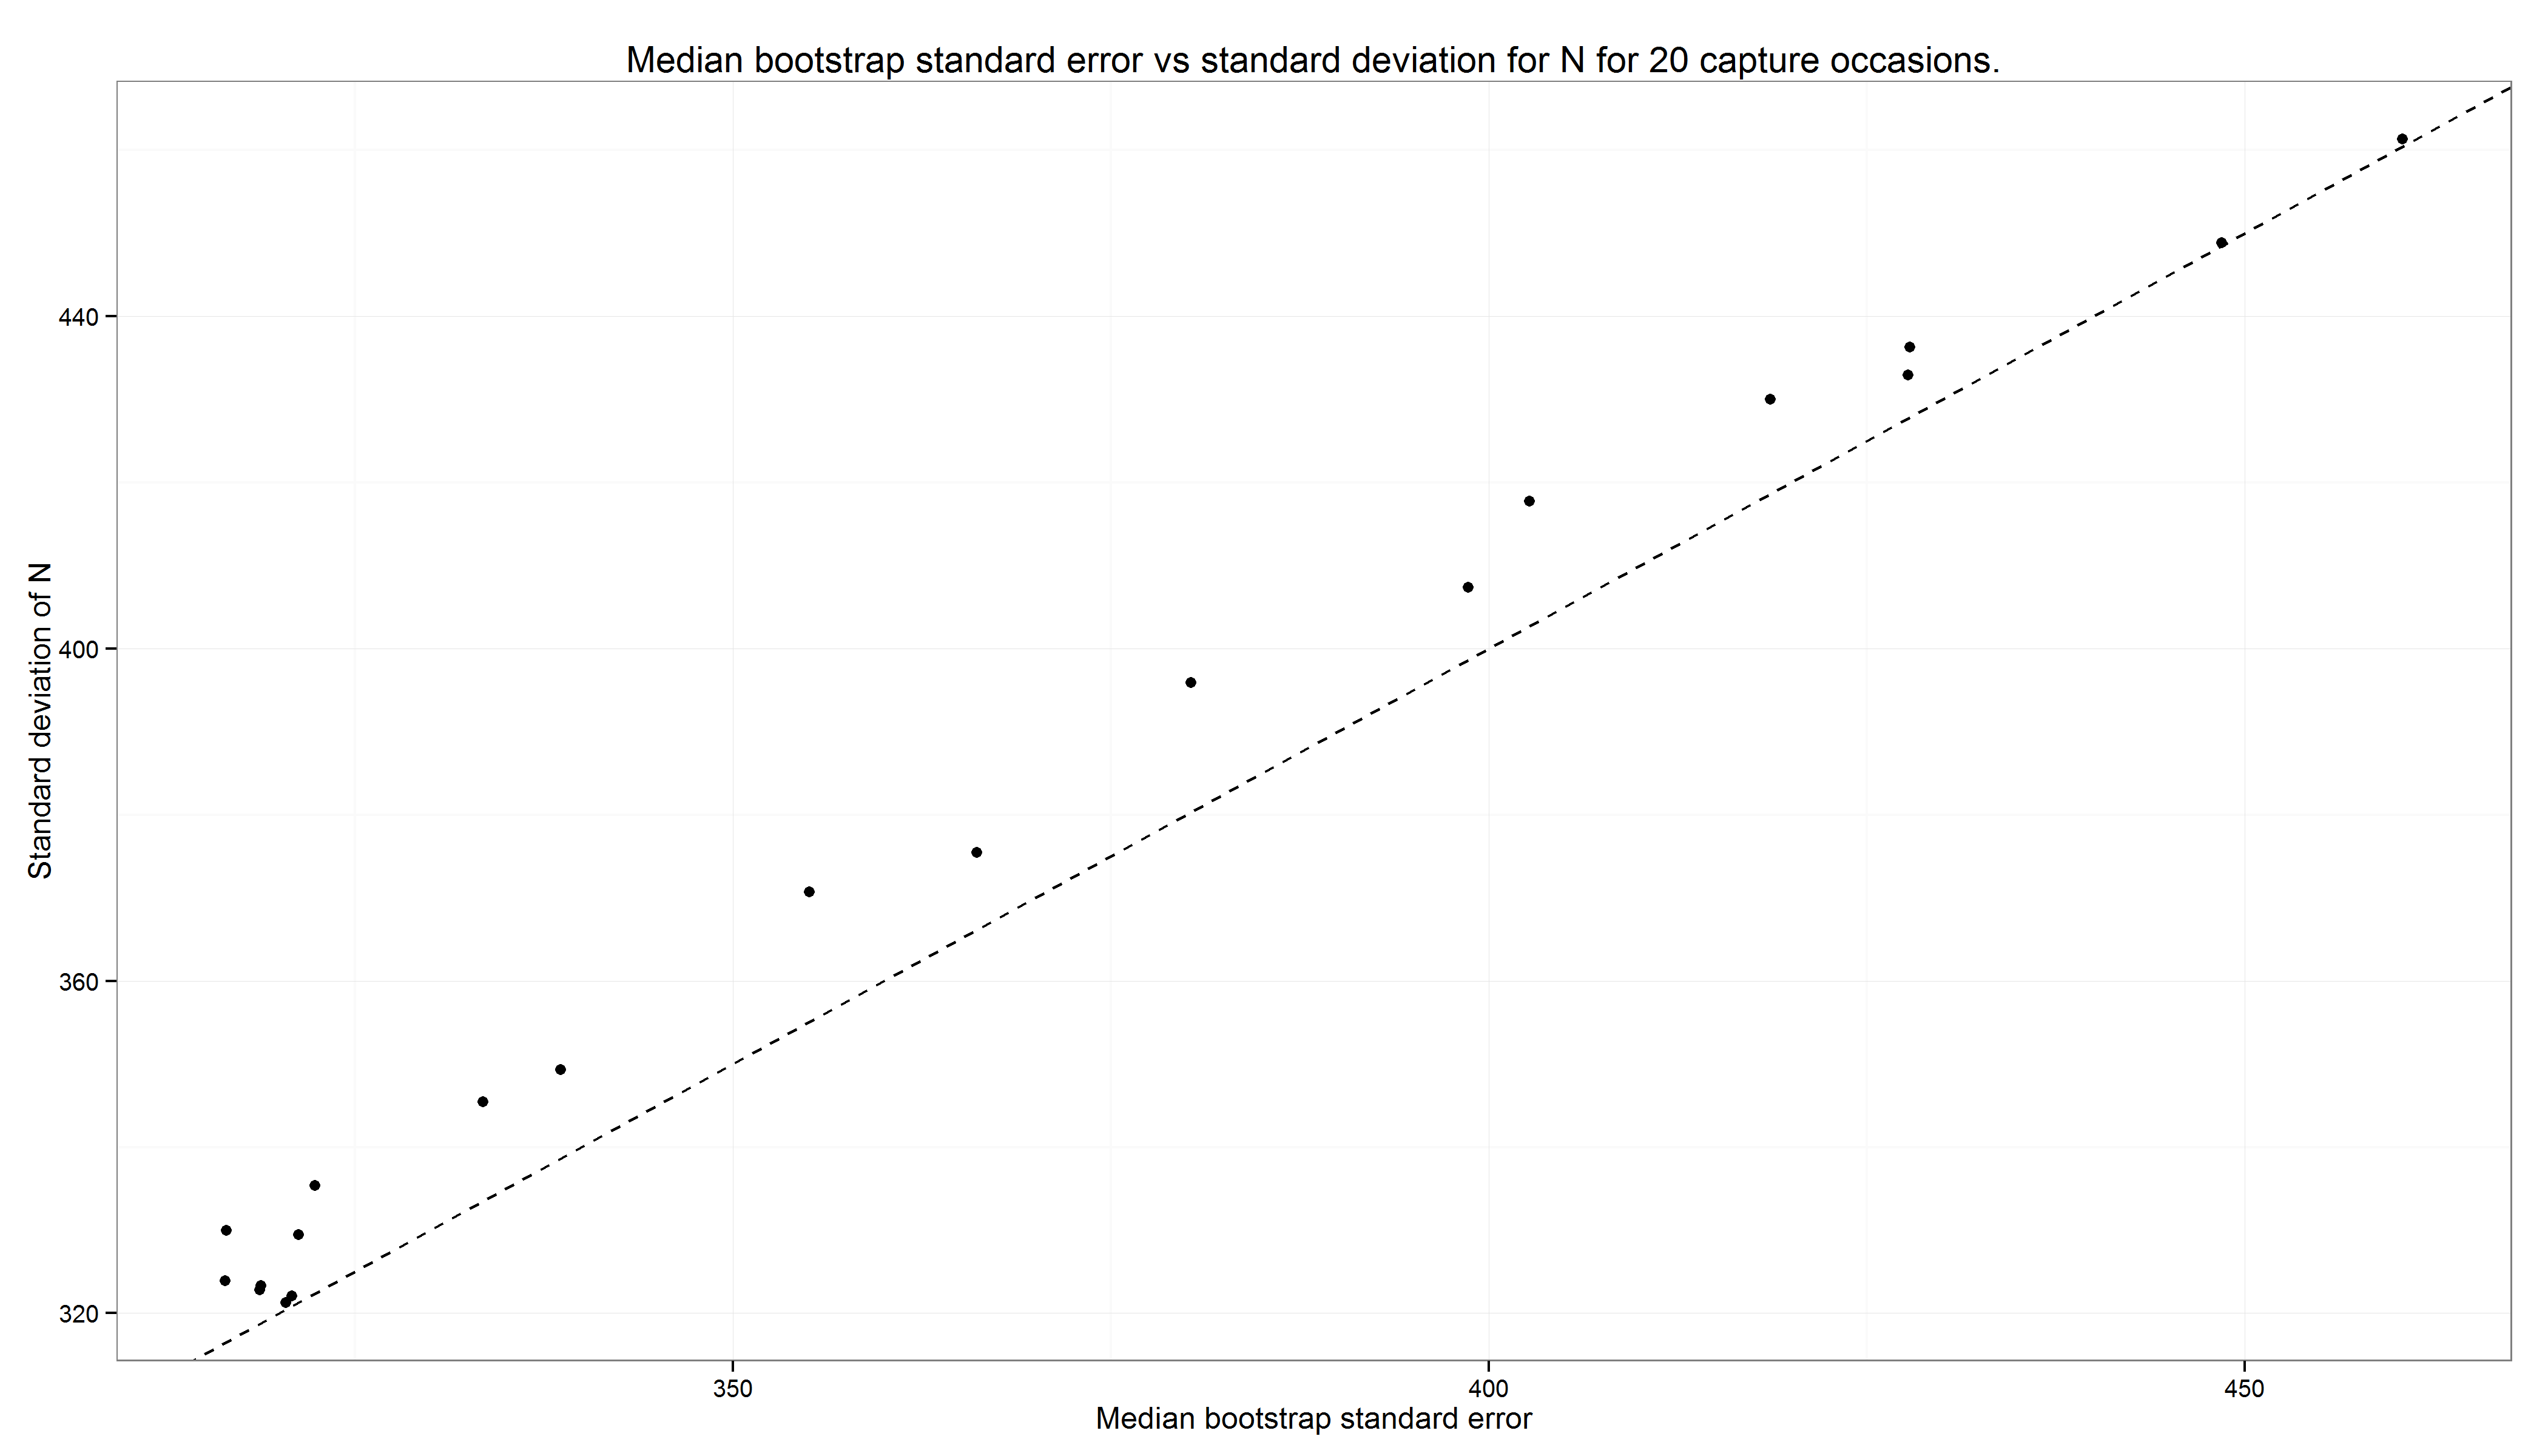 Median bootstrap standard error vs standard deviation for N for 20 capture occasions.
Standard deviation of N
440
400
360
320
350
400
450
Median bootstrap standard error